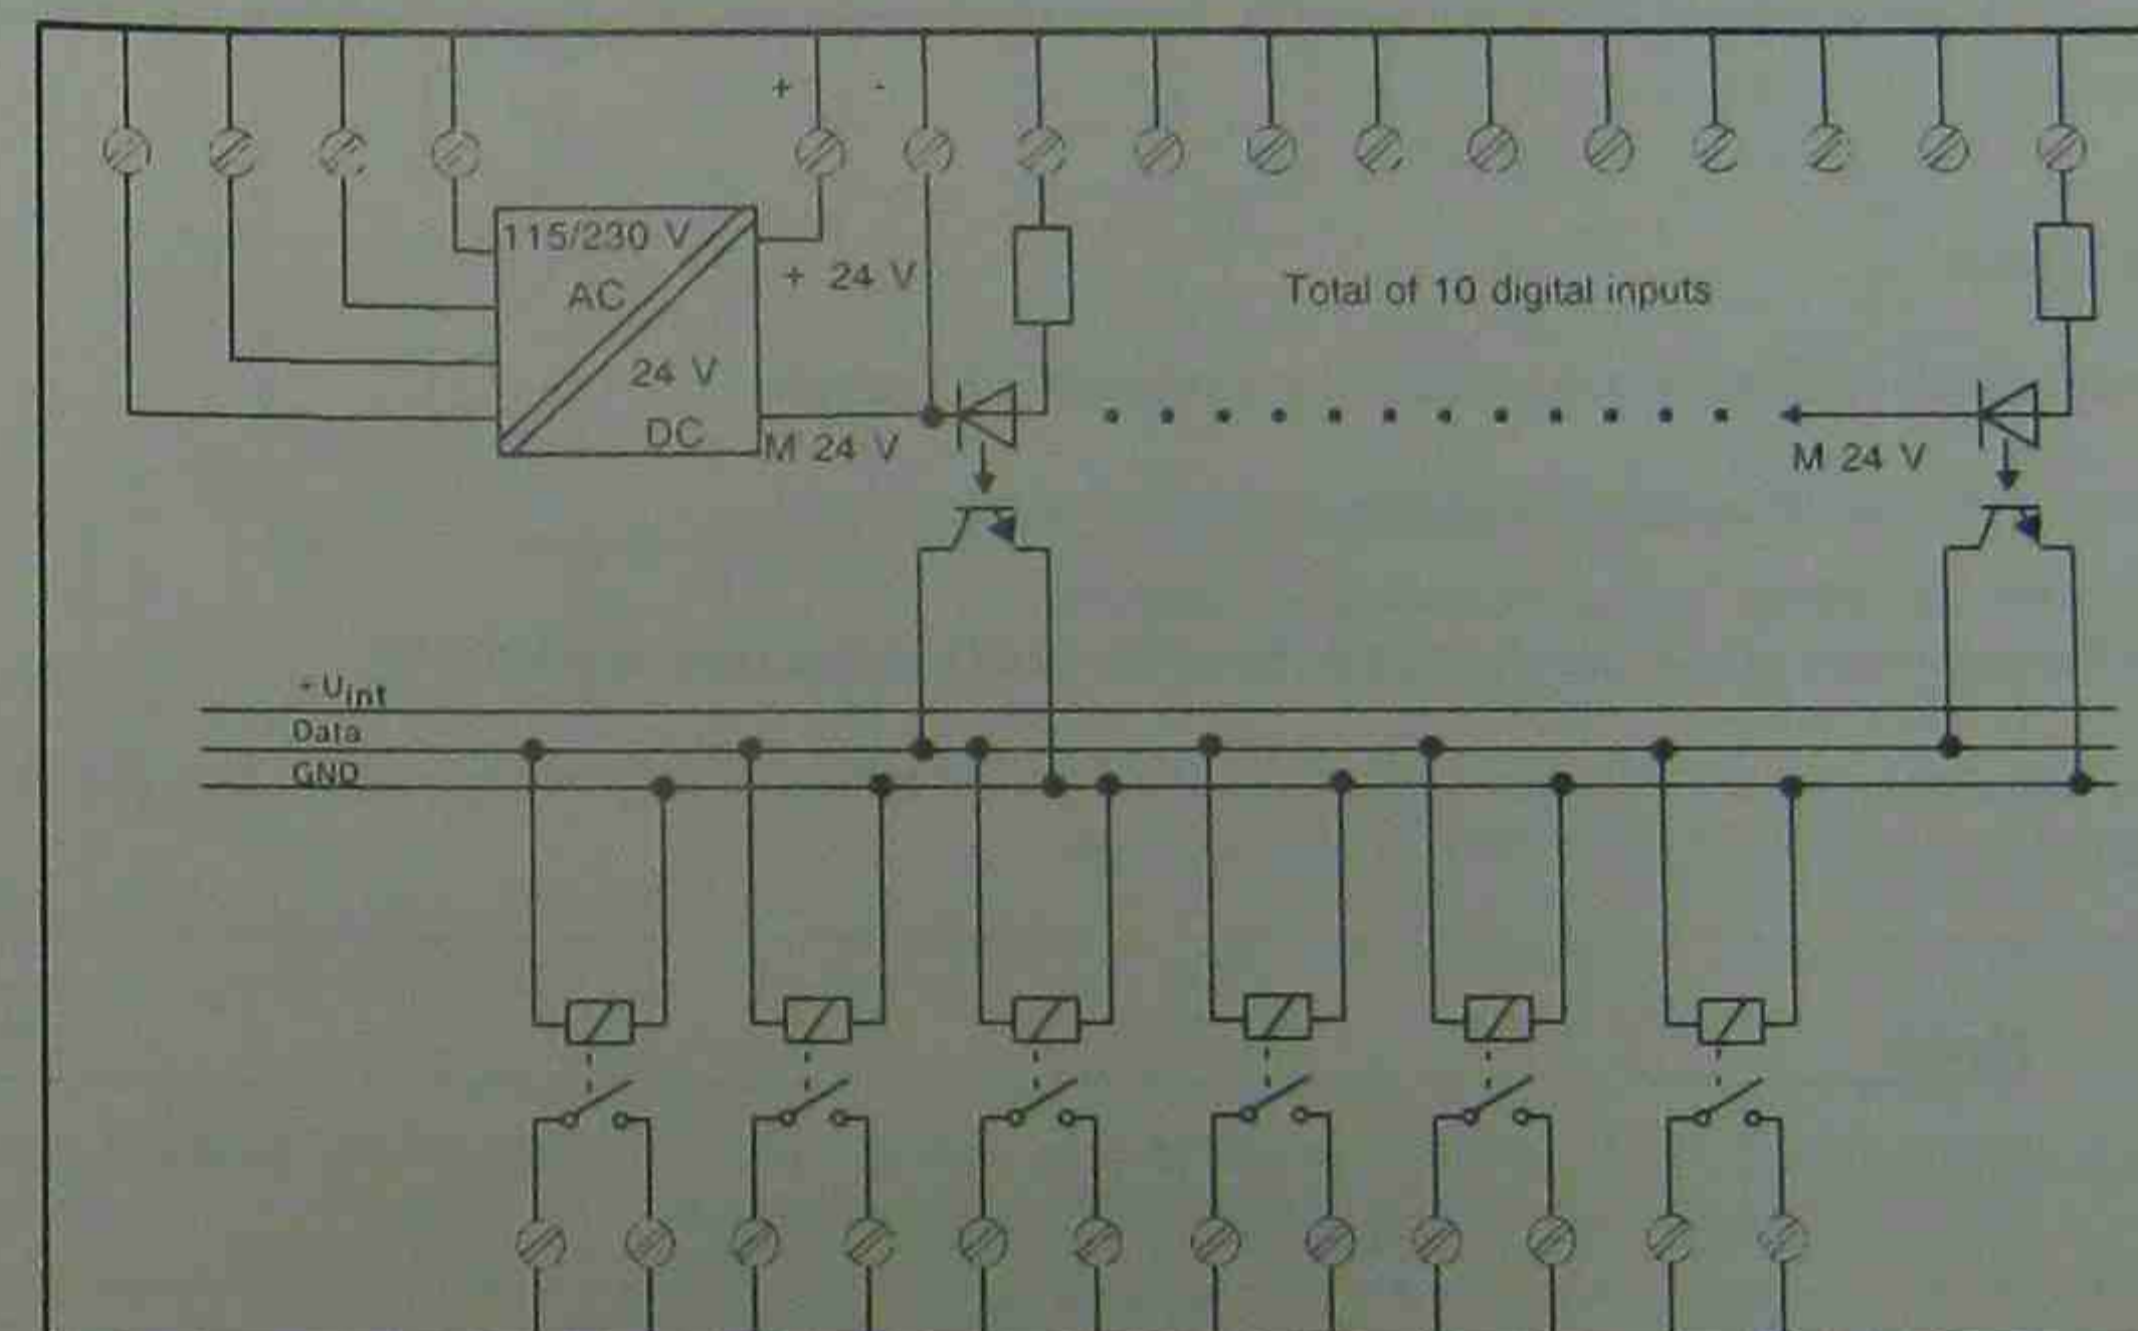 + -
115/230 V
AC
+ 24 V
24 V
DC
M 24 V
Total of 10 digital inputs
M 24 V
+Uint
Data
GND